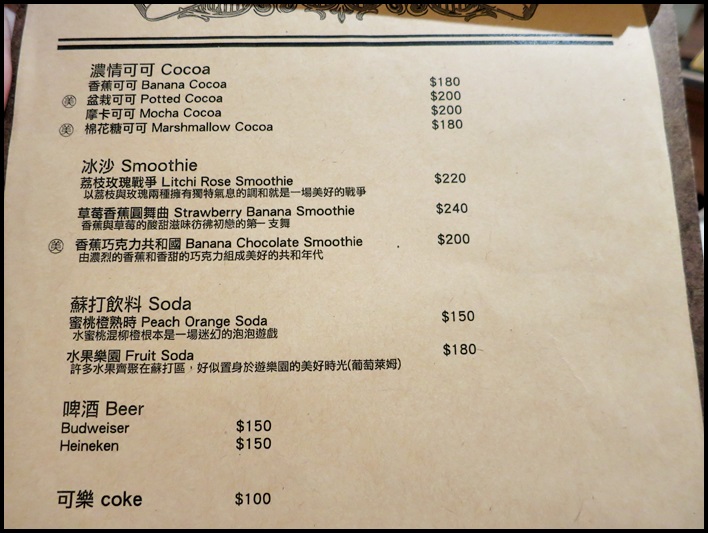 濃情可可 Cocoa
香蕉可可 Banana Cocoa $180
美 盆栽可可 Potted Cocoa $200
摩卡可可 Mocha Cocoa $200
美 棉花糖可可 Marshmallow Cocoa $180
冰沙 Smoothie
荔枝玫瑰戰爭 Litchi Rose Smoothie $220
以荔枝與玫瑰兩種擁有獨特氣息的調和就是一場美好的戰爭
草莓香蕉圓舞曲 Strawberry Banana Smoothie $240
香蕉與草莓的酸甜滋味彷彿初戀的第一支舞
美 香蕉巧克力共和國 Banana Chocolate Smoothie $200
由濃烈的香蕉和香甜的巧克力組成美好的共和年代
蘇打飲料 Soda
蜜桃橙熟時 Peach Orange Soda $150
水蜜桃混柳橙根本是一場迷幻的泡泡遊戲
水果樂園 Fruit Soda $180
許多水果齊聚在蘇打區，好似置身於遊樂園的美好時光(葡萄萊姆)
啤酒 Beer
Budweiser $150
Heineken $150
可樂 coke $100